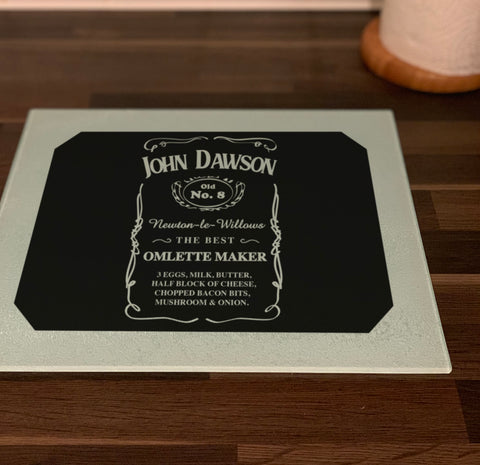 JOHN DAWSON
Old
No. 8
Newton-le-Willows
THE BEST
OMLETTE MAKER
3 EGGS, MILK, BUTTER,
HALF BLOCK OF CHEESE,
CHOPPED BACON BITS,
MUSHROOM & ONION.